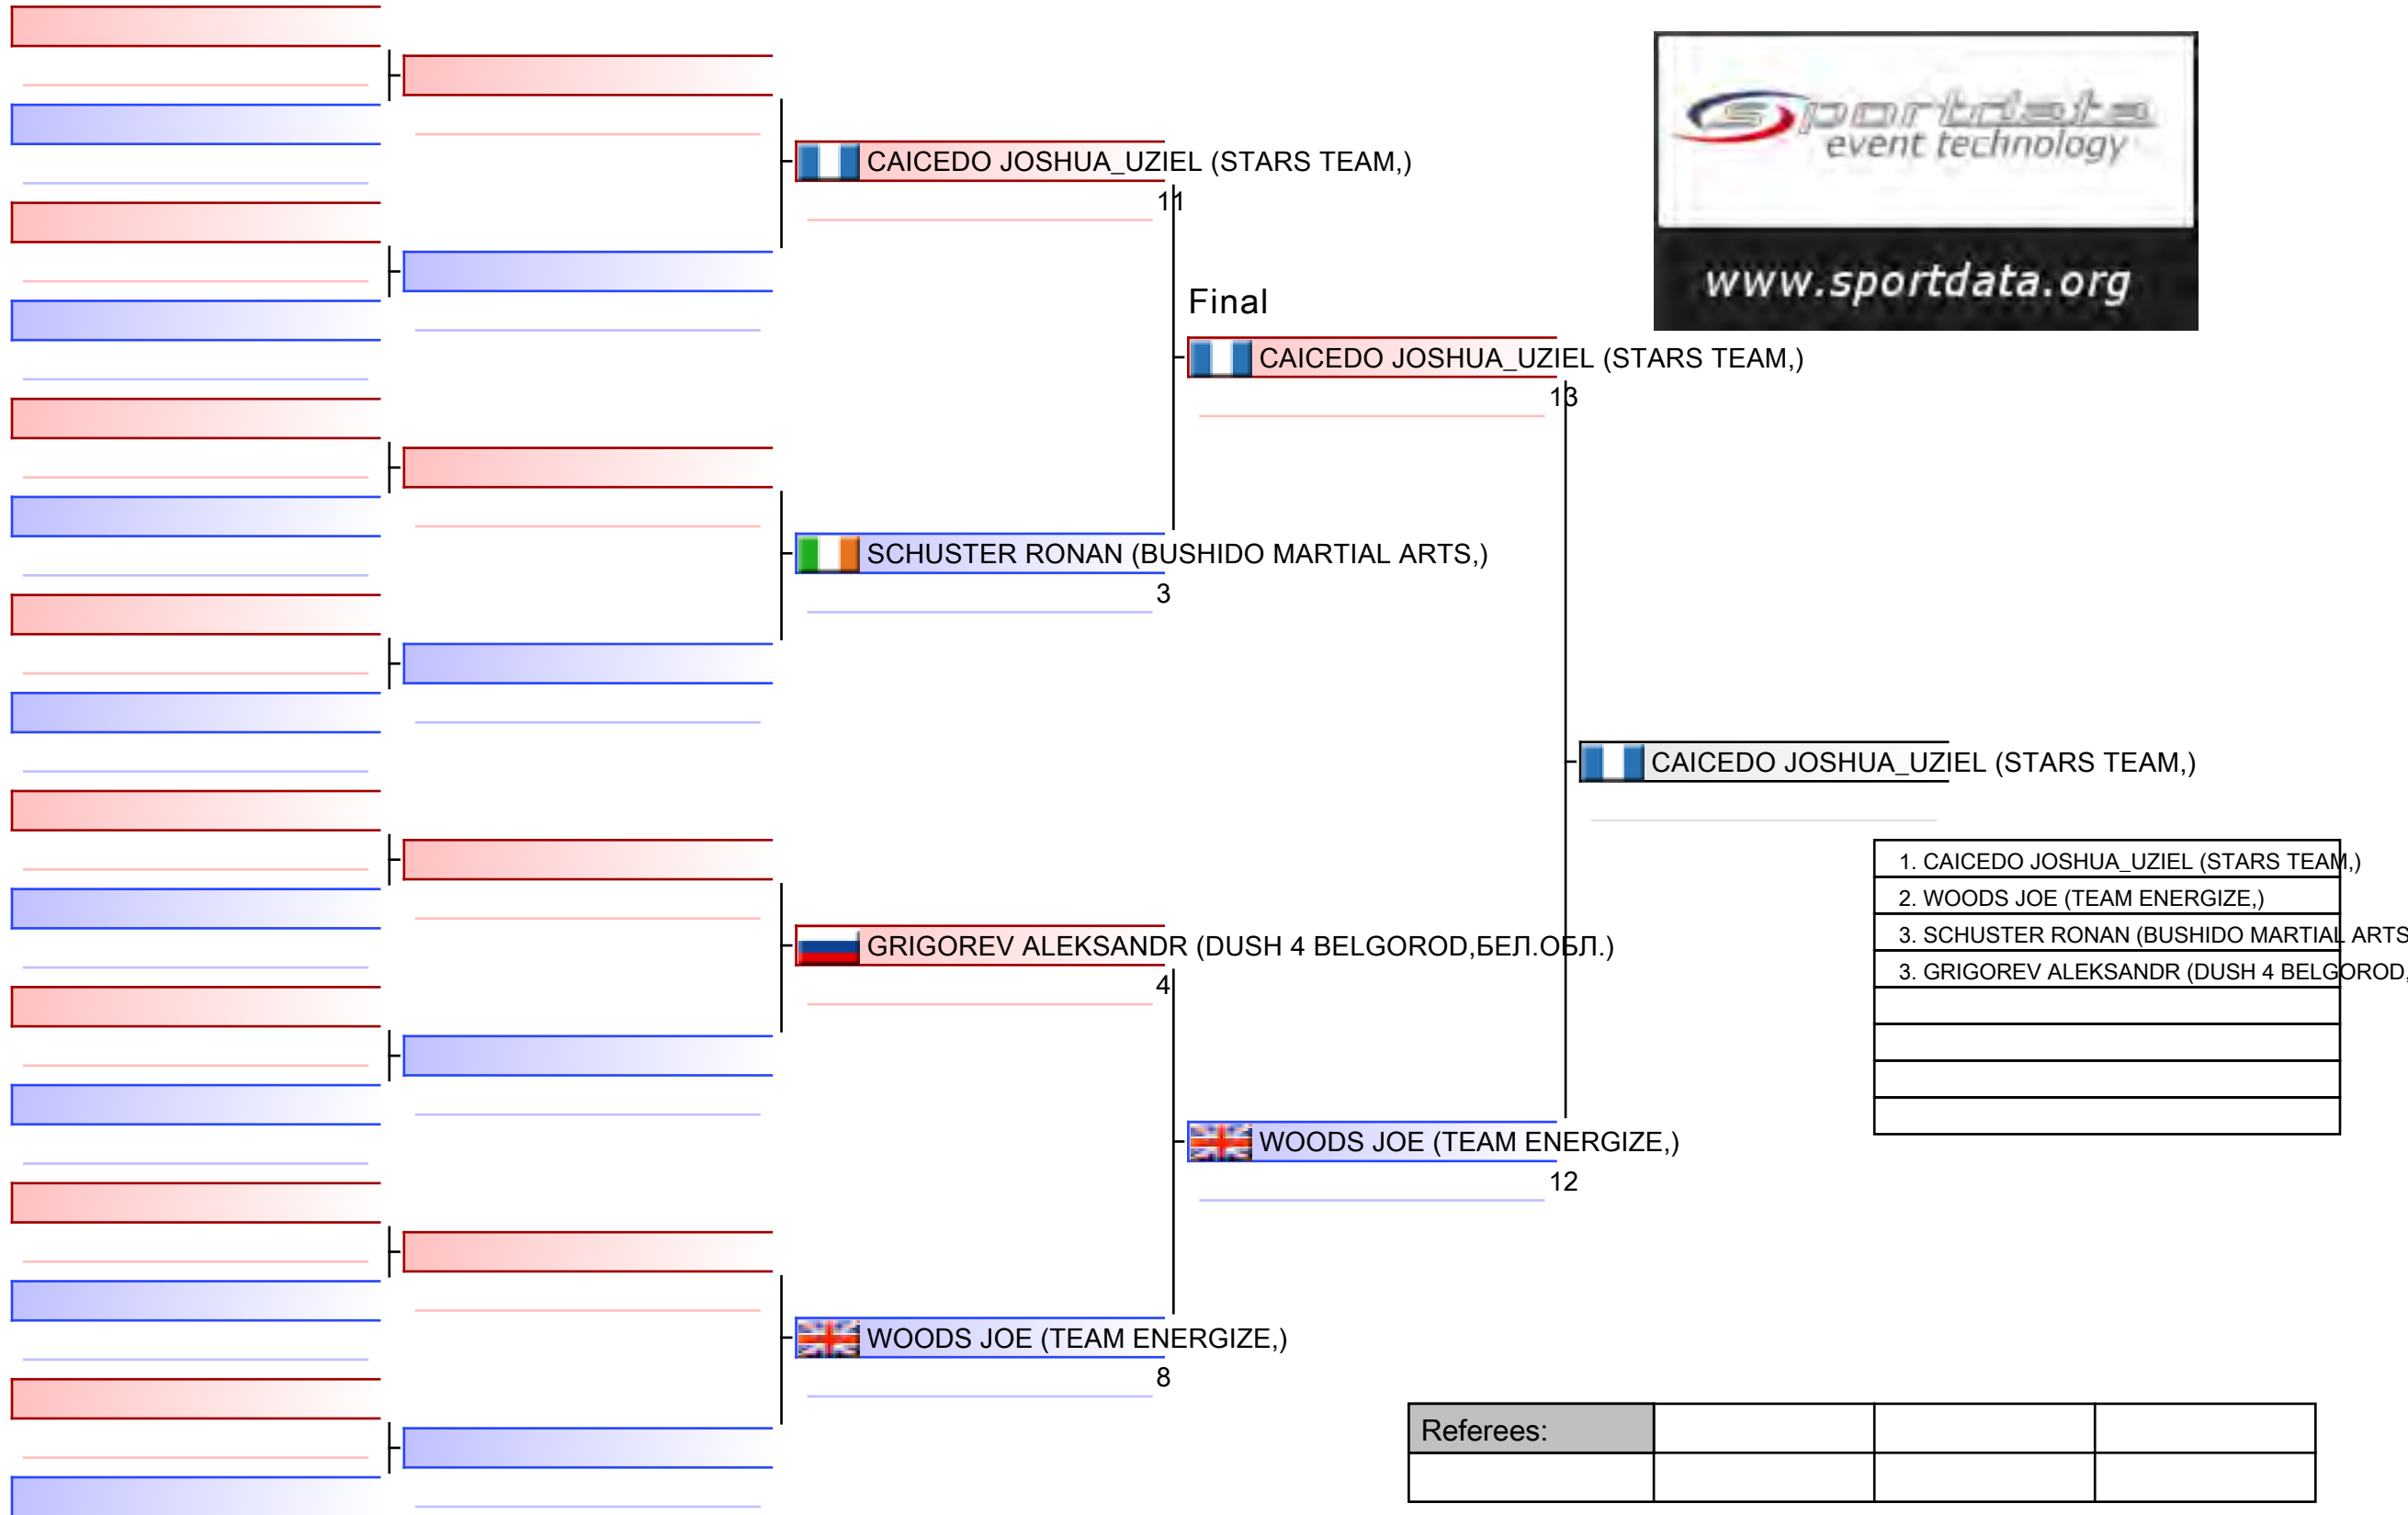 sportdata
event technology
www.sportdata.org
CAICEDO JOSHUA_UZIEL (STARS TEAM,)
11
Final
CAICEDO JOSHUA_UZIEL (STARS TEAM,)
13
SCHUSTER RONAN (BUSHIDO MARTIAL ARTS,)
3
CAICEDO JOSHUA_UZIEL (STARS TEAM,)
1. CAICEDO JOSHUA_UZIEL (STARS TEAM,)
2. WOODS JOE (TEAM ENERGIZE,)
3. SCHUSTER RONAN (BUSHIDO MARTIAL ARTS
3. GRIGOREV ALEKSANDR (DUSH 4 BELGOROD,
GRIGOREV ALEKSANDR (DUSH 4 BELGOROD,БЕЛ.ОБЛ.)
4
WOODS JOE (TEAM ENERGIZE,)
12
WOODS JOE (TEAM ENERGIZE,)
8
Referees: